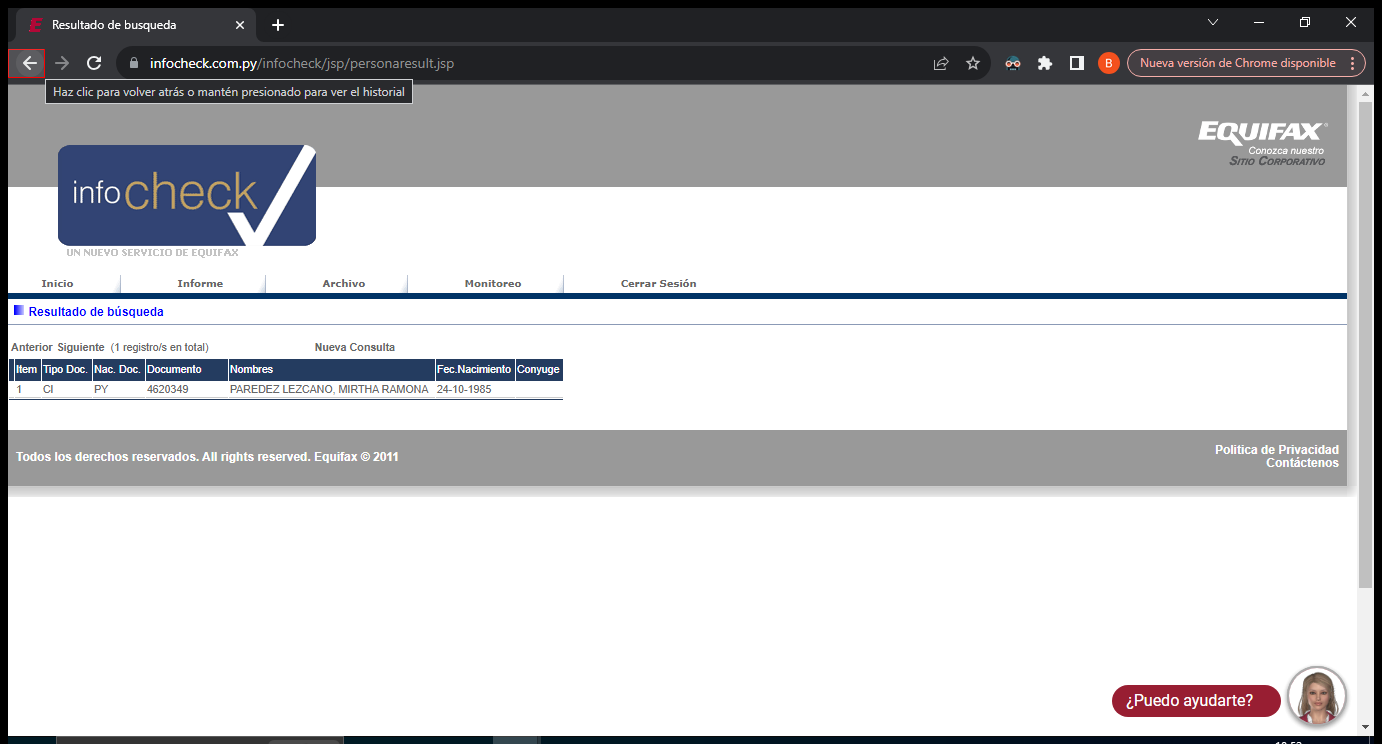 Resultado de busqueda
infocheck.com.py/infocheck/jsp/personaresult.jsp
B
Nueva versión de Chrome disponible
Haz clic para volver atrás o mantén presionado para ver el historial
EQUIFAX
Conozca nuestro
SITIO CORPORATIVO
infocheck
UN NUEVO SERVICIO DE EQUIFAX
Inicio Informe Archivo Monitoreo Cerrar Sesión
Resultado de búsqueda
Anterior Siguiente (1 registro/s en total) Nueva Consulta
Item Tipo Doc. Nac. Doc. Documento Nombres Fec.Nacimiento Conyuge
1 CI PY 4620349 PAREDEZ LEZCANO, MIRTHA RAMONA 24-10-1985
Todos los derechos reservados. All rights reserved. Equifax © 2011
Politica de Privacidad
Contáctenos
¿Puedo ayudarte?